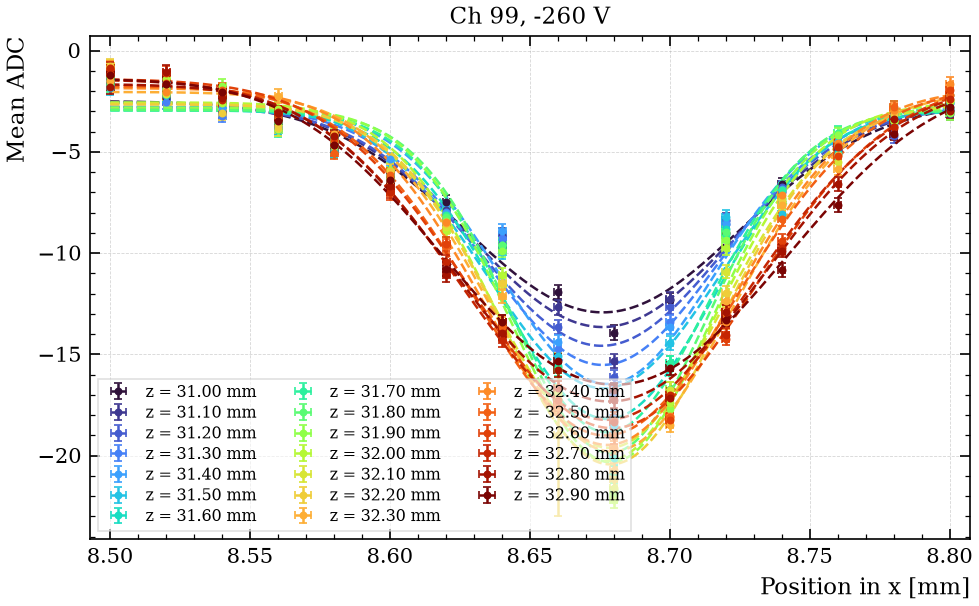 Ch 99, -260 V
Mean ADC
0
−5
−10
−15
−20
z = 31.00 mm
z = 31.10 mm
z = 31.20 mm
z = 31.30 mm
z = 31.40 mm
z = 31.50 mm
z = 31.60 mm
z = 31.70 mm
z = 31.80 mm
z = 31.90 mm
z = 32.00 mm
z = 32.10 mm
z = 32.20 mm
z = 32.30 mm
z = 32.40 mm
z = 32.50 mm
z = 32.60 mm
z = 32.70 mm
z = 32.80 mm
z = 32.90 mm
8.50 8.55 8.60 8.65 8.70 8.75 8.80
Position in x [mm]